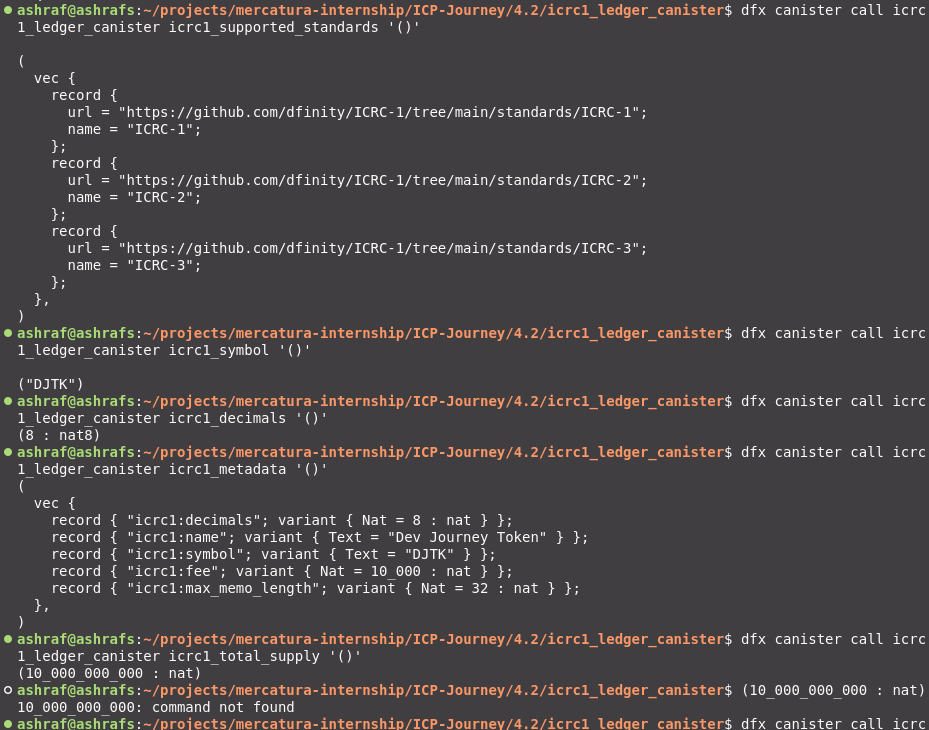 ashraf@ashrafs:~/projects/mercatura-internship/ICP-Journey/4.2/icrc1_ledger_canister$ dfx canister call icrc
1_ledger_canister icrc1_supported_standards '()'
(
  vec {
    record {
      url = "https://github.com/dfinity/ICRC-1/tree/main/standards/ICRC-1";
      name = "ICRC-1";
    };
    record {
      url = "https://github.com/dfinity/ICRC-1/tree/main/standards/ICRC-2";
      name = "ICRC-2";
    };
    record {
      url = "https://github.com/dfinity/ICRC-1/tree/main/standards/ICRC-3";
      name = "ICRC-3";
    };
  },
)
ashraf@ashrafs:~/projects/mercatura-internship/ICP-Journey/4.2/icrc1_ledger_canister$ dfx canister call icrc
1_ledger_canister icrc1_symbol '()'
("DJTK")
ashraf@ashrafs:~/projects/mercatura-internship/ICP-Journey/4.2/icrc1_ledger_canister$ dfx canister call icrc
1_ledger_canister icrc1_decimals '()'
(8 : nat8)
ashraf@ashrafs:~/projects/mercatura-internship/ICP-Journey/4.2/icrc1_ledger_canister$ dfx canister call icrc
1_ledger_canister icrc1_metadata '()'
(
  vec {
    record { "icrc1:decimals"; variant { Nat = 8 : nat } };
    record { "icrc1:name"; variant { Text = "Dev Journey Token" } };
    record { "icrc1:symbol"; variant { Text = "DJTK" } };
    record { "icrc1:fee"; variant { Nat = 10_000 : nat } };
    record { "icrc1:max_memo_length"; variant { Nat = 32 : nat } };
  },
)
ashraf@ashrafs:~/projects/mercatura-internship/ICP-Journey/4.2/icrc1_ledger_canister$ dfx canister call icrc
1_ledger_canister icrc1_total_supply '()'
(10_000_000_000 : nat)
ashraf@ashrafs:~/projects/mercatura-internship/ICP-Journey/4.2/icrc1_ledger_canister$ (10_000_000_000 : nat)
10_000_000_000: command not found
ashraf@ashrafs:~/projects/mercatura-internship/ICP-Journey/4.2/icrc1_ledger_canister$ dfx canister call icrc